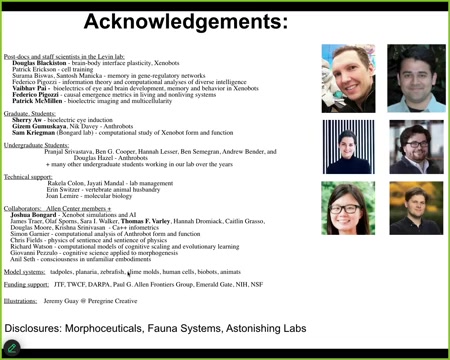 Acknowledgements:
Post-docs and staff scientists in the Levin lab:
Douglas Blackiston - brain-body interface plasticity, Xenobots
Patrick Erickson - cell training
Surama Biswas, Santosh Manicka - memory in gene-regulatory networks
Federico Pigozzi - information theory and computational analyses of diverse intelligence
Vaibhav Pai - bioelectrics of eye and brain development, memory and behavior in Xenobots
Federico Pigozzi - causal emergence metrics in living and nonliving systems
Patrick McMillen - bioelectric imaging and multicellularity
Graduate Students:
Sherry Aw - bioelectric eye induction
Gizem Gumuskaya, Nik Davey - Anthrobots
Sam Kriegman (Bongard lab) - computational study of Xenobot form and function
Undergraduate Students:
Pranjal Srivastava, Ben G. Cooper, Hannah Lesser, Ben Semegran, Andrew Bender, and
Douglas Hazel - Anthrobots
+ many other undergraduate students working in our lab over the years
Technical support:
Rakela Colon, Jayati Mandal - lab management
Erin Switzer - vertebrate animal husbandry
Joan Lemire - molecular biology
Collaborators: Allen Center members +
Joshua Bongard - Xenobot simulations and AI
James Traer, Olaf Sporns, Sara I. Walker, Thomas F. Varley, Hannah Dromiack, Caitlin Grasso,
Douglas Moore, Krishna Srinivasan - Ca++ infometrics
Simon Garnier - computational analysis of Anthrobot form and function
Chris Fields - physics of sentience and sentience of physics
Richard Watson - computational models of cognitive scaling and evolutionary learning
Giovanni Pezzulo - cognitive science applied to morphogenesis
Anil Seth - consciousness in unfamiliar embodiments
Model systems: tadpoles, planaria, zebrafish, slime molds, human cells, biobots, animats
Funding support: JTF, TWCF, DARPA, Paul G. Allen Frontiers Group, Emerald Gate, NIH, NSF
Illustrations: Jeremy Guay @ Peregrine Creative
Disclosures: Morphoceuticals, Fauna Systems, Astonishing Labs